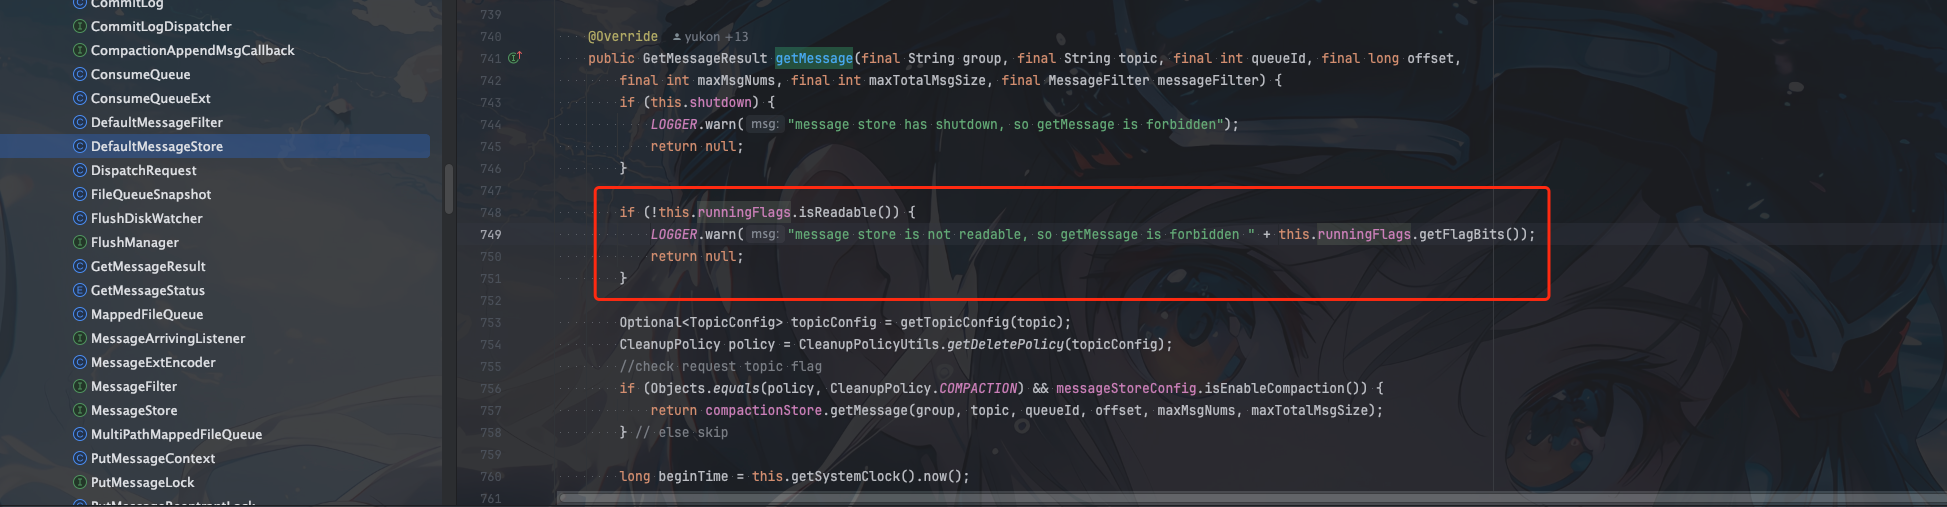 CommitLog
CommitLogDispatcher
CompactionAppendMsgCallback
ConsumeQueue
ConsumeQueueExt
DefaultMessageFilter
DefaultMessageStore
DispatchRequest
FileQueueSnapshot
FlushDiskWatcher
FlushManager
GetMessageResult
GetMessageStatus
MappedFileQueue
MessageArrivingListener
MessageExtEncoder
MessageFilter
MessageStore
MultiPathMappedFileQueue
PutMessageContext
PutMessageLock
PutMessageReentrantLock
739
740 @Override yukon +13
741 public GetMessageResult getMessage(final String group, final String topic, final int queueId, final long offset,
742 final int maxMsgNums, final int maxTotalMsgSize, final MessageFilter messageFilter) {
743 if (this.shutdown) {
744 LOGGER.warn( msg: "message store has shutdown, so getMessage is forbidden");
745 return null;
746 }
747
748 if (!this.runningFlags.isReadable()) {
749 LOGGER.warn( msg: "message store is not readable, so getMessage is forbidden " + this.runningFlags.getFlagBits());
750 return null;
751 }
752
753 Optional<TopicConfig> topicConfig = getTopicConfig(topic);
754 CleanupPolicy policy = CleanupPolicyUtils.getDeletePolicy(topicConfig);
755 //check request topic flag
756 if (Objects.equals(policy, CleanupPolicy.COMPACTION) && messageStoreConfig.isEnableCompaction()) {
757 return compactionStore.getMessage(group, topic, queueId, offset, maxMsgNums, maxTotalMsgSize);
758 } // else skip
759
760 long beginTime = this.getSystemClock().now();
761